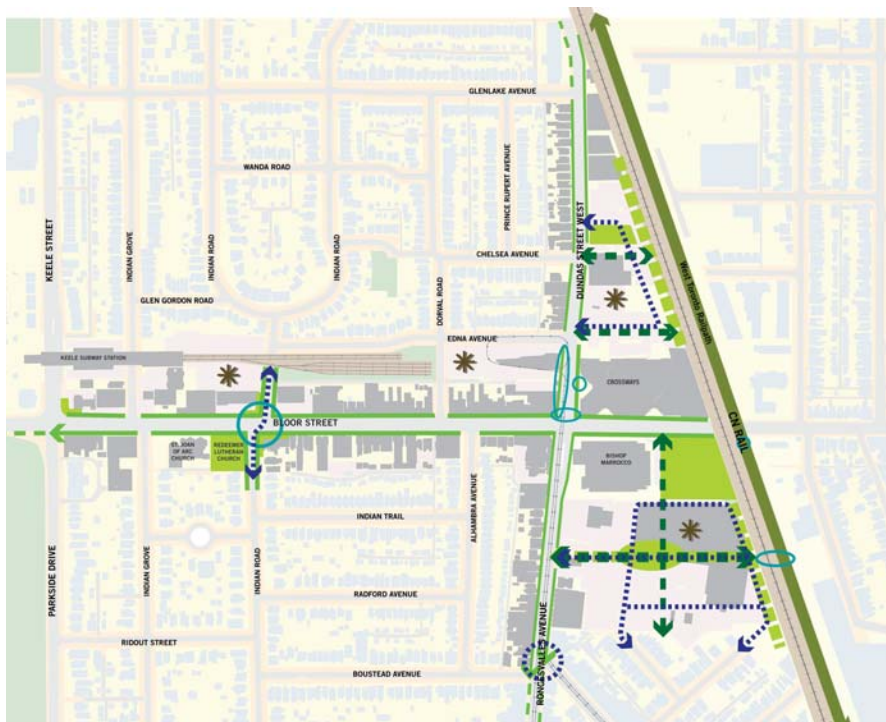 GLENLAKE AVENUE
WANDA ROAD
PRINCE RUPERT AVENUE
DUNDAS STREET WEST
KEELE STREET
INDIAN GROVE
INDIAN ROAD
INDIAN ROAD
CHELSEA AVENUE
West Toronto Railpath
GLEN GORDON ROAD
DORVAL ROAD
EDNA AVENUE
KEELE SUBWAY STATION
CROSSWAYS
BLOOR STREET
CN RAIL
ST. JOAN
OF ARC
CHURCH
REDEEMER
LUTHERAN
CHURCH
BISHOP
MARROCCO
ALHAMBRA AVENUE
INDIAN TRAIL
PARKSIDE DRIVE
INDIAN GROVE
INDIAN ROAD
RADFORD AVENUE
RIDOUT STREET
BOUSTEAD AVENUE
RONCESVALLES AVENUE